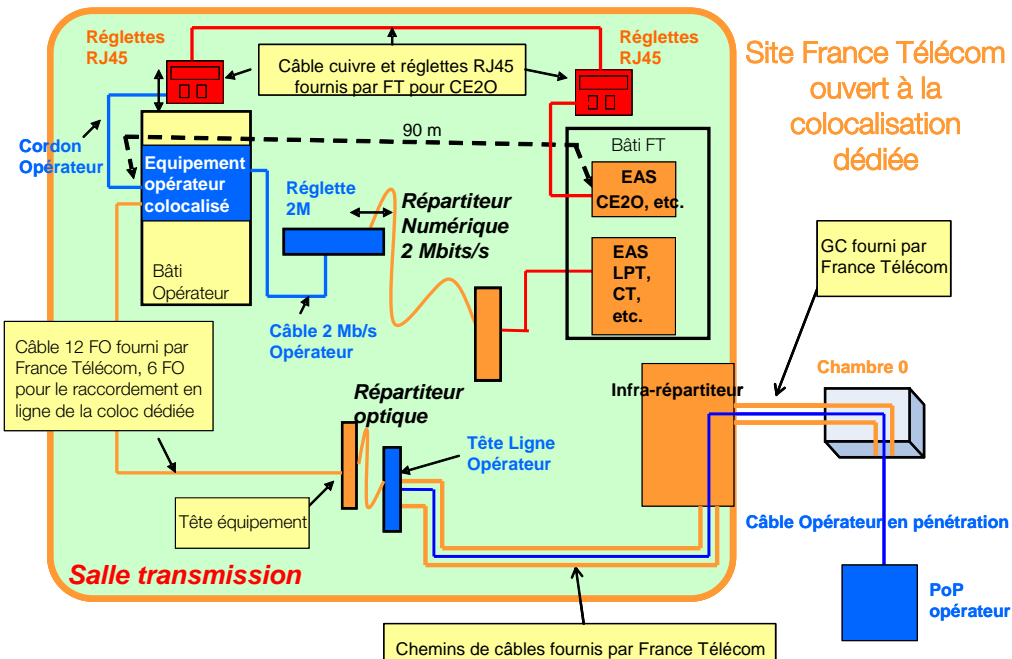 Réglettes
RJ45
Câble cuivre et réglettes RJ45
fournis par FT pour CE2O
Réglettes
RJ45
Site France Télécom
ouvert à la
colocalisation
dédiée
Cordon
Opérateur
90 m
Bâti FT
Equipement
opérateur
colocalisé
Bâti
Opérateur
Réglette
2M
Répartiteur
Numérique
2 Mbits/s
EAS
CE2O, etc.
EAS
LPT,
CT,
etc.
GC fourni par
France Télécom
Câble 2 Mb/s
Opérateur
Câble 12 FO fourni par
France Télécom, 6 FO
pour le raccordement en
ligne de la coloc dédiée
Répartiteur
optique
Infra-répartiteur
Chambre 0
Tête Ligne
Opérateur
Tête équipement
Câble Opérateur en pénétration
Salle transmission
PoP
opérateur
Chemins de câbles fournis par France Télécom